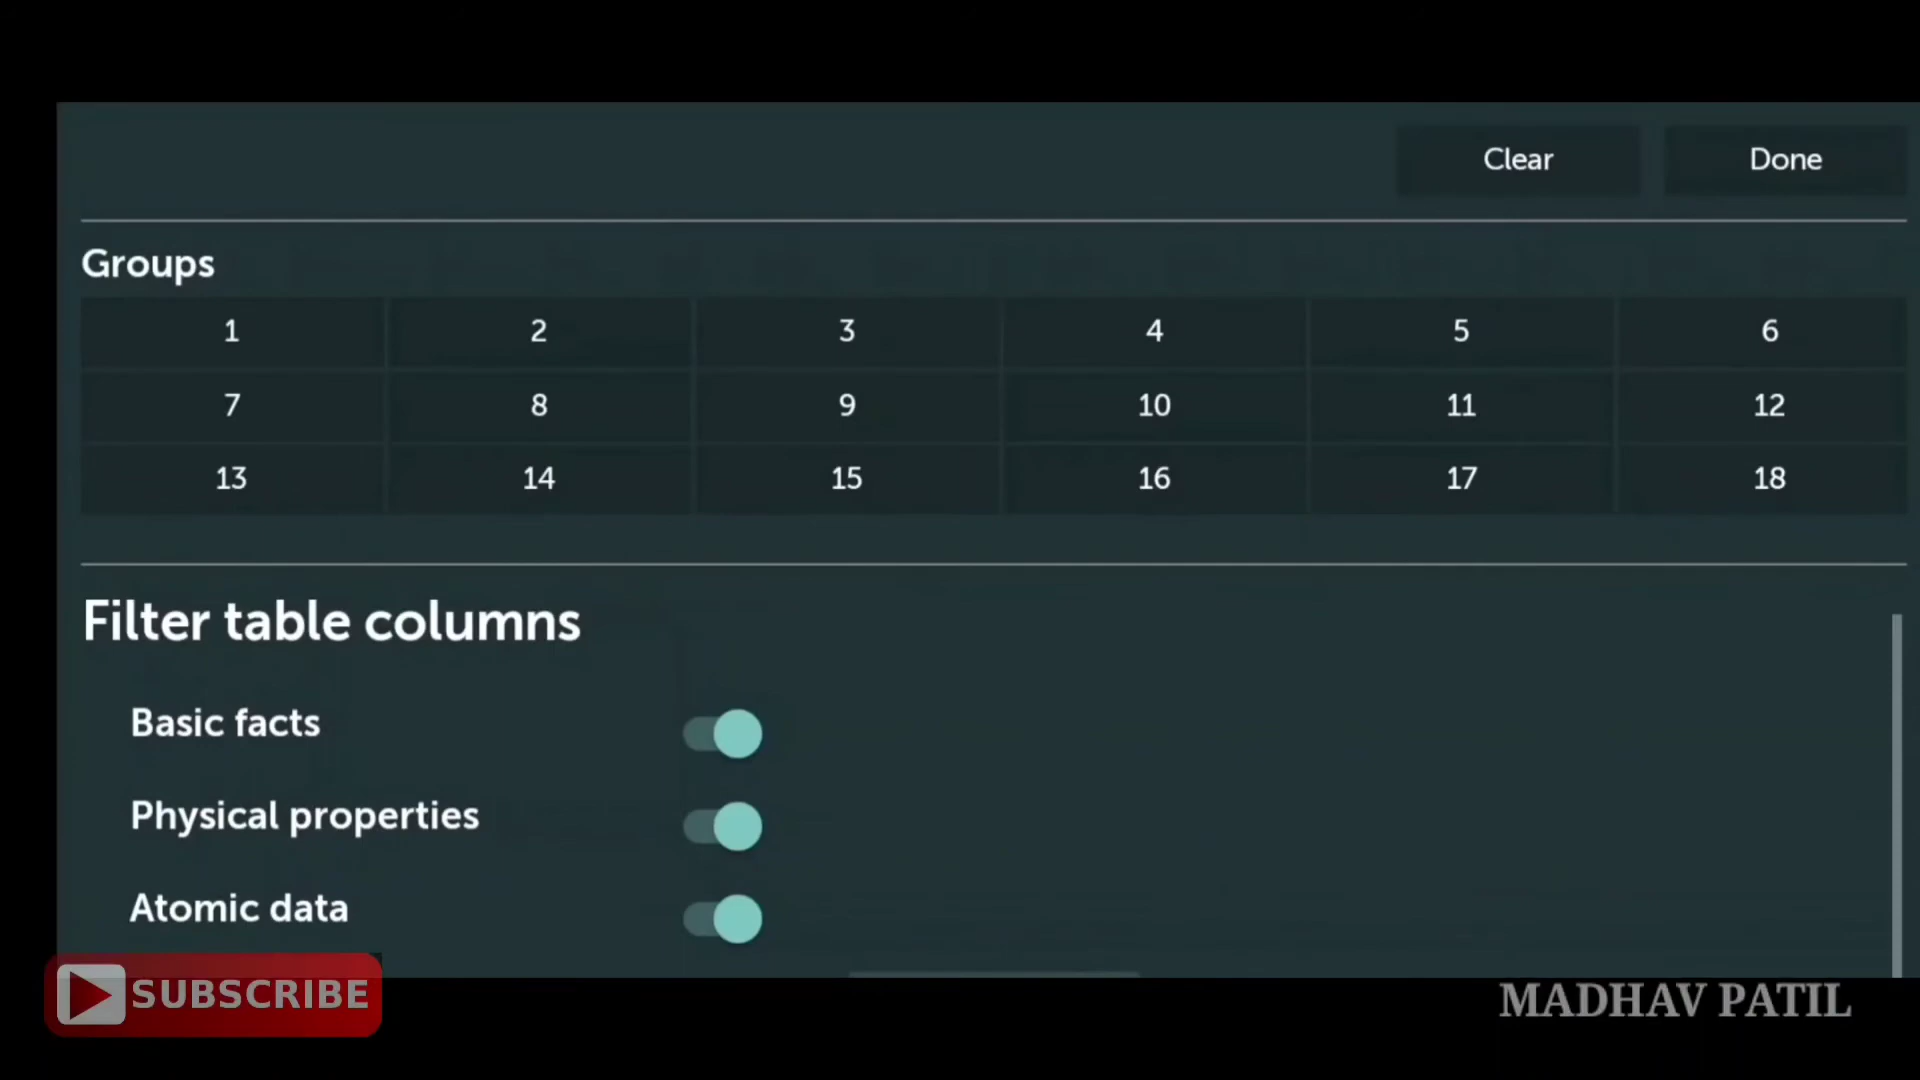 Clear Done
Groups
1 2 3 4 5 6
7 8 9 10 11 12
13 14 15 16 17 18
Filter table columns
Basic facts
Physical properties
Atomic data
SUBSCRIBE
MADHAV PATIL